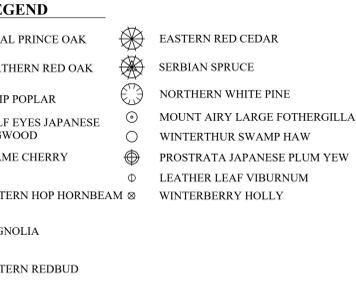 EGEND
AL PRINCE OAK
THERN RED OAK
IP POPLAR
LF EYES JAPANESE
GWOOD
AME CHERRY
TERN HOP HORNBEAM
GNOLIA
TERN REDBUD
EASTERN RED CEDAR
SERBIAN SPRUCE
NORTHERN WHITE PINE
MOUNT AIRY LARGE FOTHERGILLA
WINTERTHUR SWAMP HAW
PROSTRATA JAPANESE PLUM YEW
LEATHER LEAF VIBURNUM
WINTERBERRY HOLLY